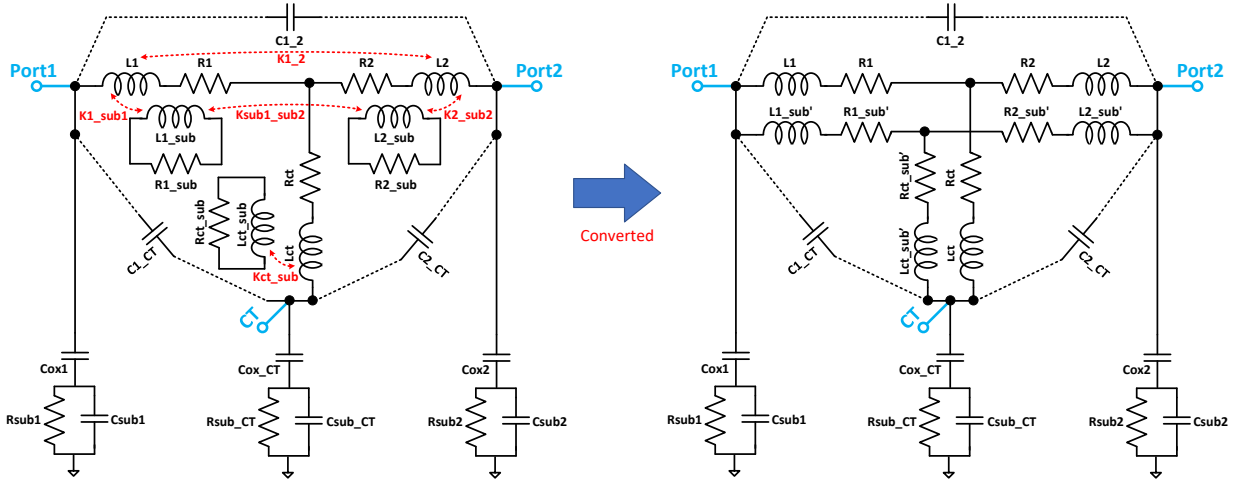 C1_2
K1_2
L1
R1
R2
L2
Port1
Port2
K1_sub1
Ksub1_sub2
K2_sub2
L1_sub
L2_sub
R1_sub
R2_sub
Rct
Rct_sub
Lct_sub
Lct
Kct_sub
C1_CT
C2_CT
CT
Cox1
Cox_CT
Cox2
Rsub1
Csub1
Rsub_CT
Csub_CT
Rsub2
Csub2
Converted
C1_2
L1
R1
R2
L2
Port1
Port2
L1_sub'
R1_sub'
R2_sub'
L2_sub'
Rct_sub'
Rct
Lct_sub'
Lct
C1_CT
C2_CT
CT
Cox1
Cox_CT
Cox2
Rsub1
Csub1
Rsub_CT
Csub_CT
Rsub2
Csub2